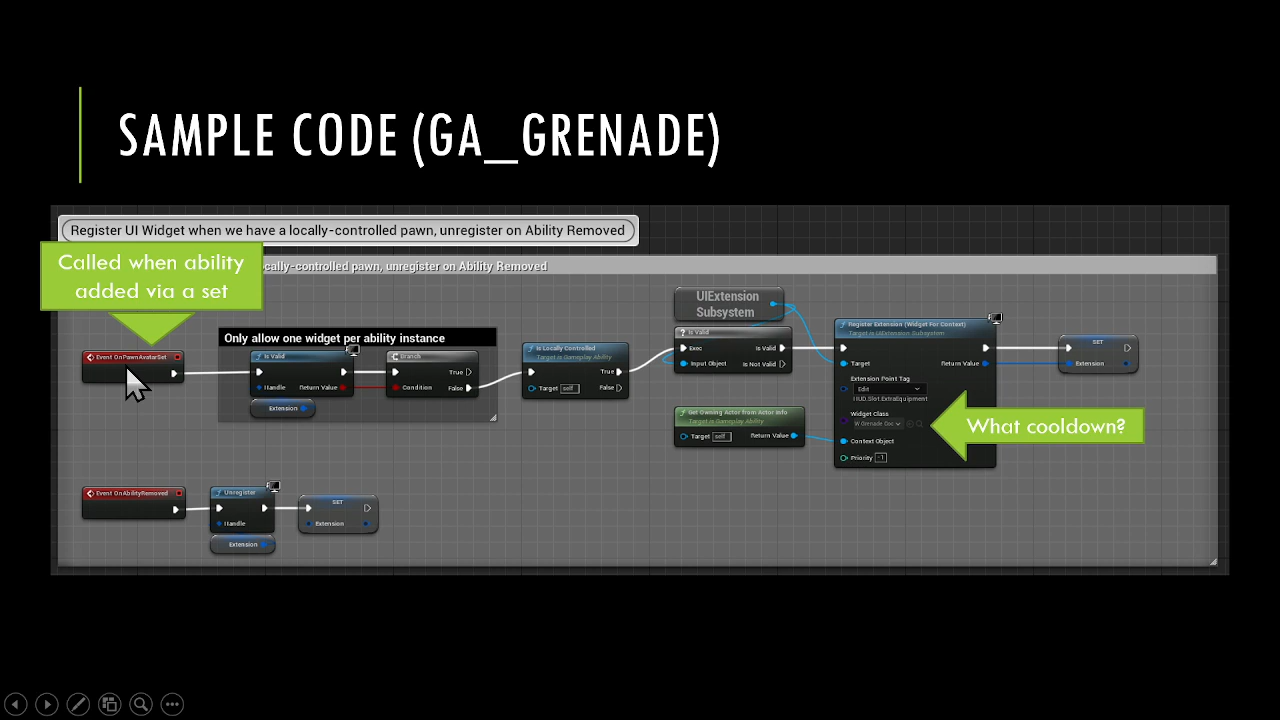 SAMPLE CODE (GA_GRENADE)
Register UI Widget when we have a locally-controlled pawn, unregister on Ability Removed
Called when ability
added via a set
cally-controlled pawn, unregister on Ability Removed
UIExtension
Subsystem
Only allow one widget per ability instance
Event OnPawnAvatarSet
Is Valid
Handle
Return Value
Extension
Branch
True
Condition
False
Is Locally Controlled
Target is Gameplay Ability
True
Target
self
False
Is Valid
Exec
Is Valid
Input Object
Is Not Valid
Get Owning Actor from Actor Info
Target is Gameplay Ability
Target
self
Return Value
Register Extension (Widget For Context)
Target is UIExtension Subsystem
Target
Return Value
Extension Point Tag
Edit
HUD.Slot.ExtraEquipment
Widget Class
W Grenade Coc
Context Object
Priority
-1
SET
Extension
What cooldown?
Event OnAbilityRemoved
Unregister
Handle
Extension
SET
Extension